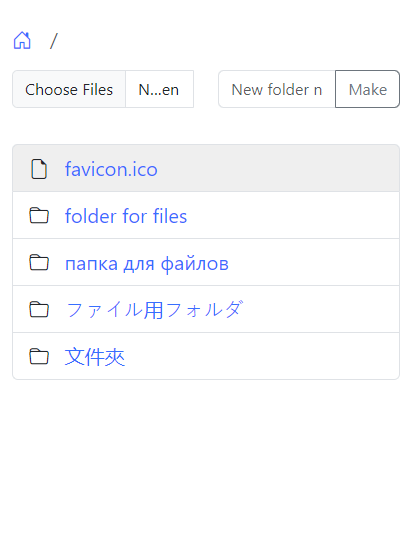 /
Choose Files N...en New folder n Make
favicon.ico
folder for files
папка для файлов
ファイル用フォルダ
文件夾